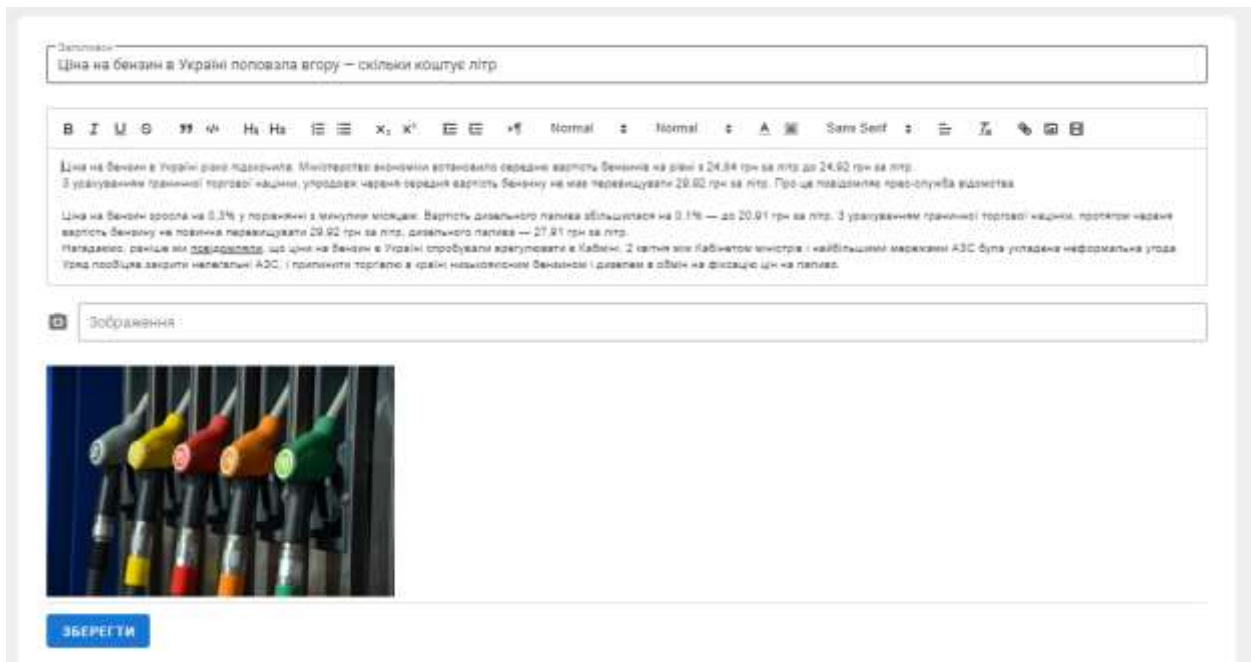 Заголовок
Ціна на бензин в Україні поповзла вгору — скільки коштує літр
B I U S H₁ H₂ X₂ X² Normal Normal A Sans Serif
Ціна на бензин в Україні різко підскочила. Міністерство економіки встановило середню вартість бензинів на рівні з 24,84 грн за літр до 24,92 грн за літр.
З урахуванням граничної торгової націнки, упродовж червня середня вартість бензину не має перевищувати 29,92 грн за літр. Про це повідомляє прес-служба відомства
Ціна на бензин зросла на 0,3% у порівнянні з минулим місяцем. Вартість дизельного палива збільшилася на 0,1% — до 20,91 грн за літр. З урахуванням граничної торгової націнки, протягом червня
вартість бензину не повинна перевищувати 29,92 грн за літр, дизельного палива — 27,91 грн за літр.
Нагадаємо, раніше ми повідомляли, що ціни на бензин в Україні спробували врегулювати в Кабміні. 2 квітня між Кабінетом міністрів і найбільшими мережами АЗС була укладена неформальна угода.
Уряд пообіцяв закрити нелегальні АЗС, і припинити торгівлю в країні низькоякісним бензином і дизелем в обмін на фіксацію цін на паливо.
Зображення
ЗБЕРЕГТИ